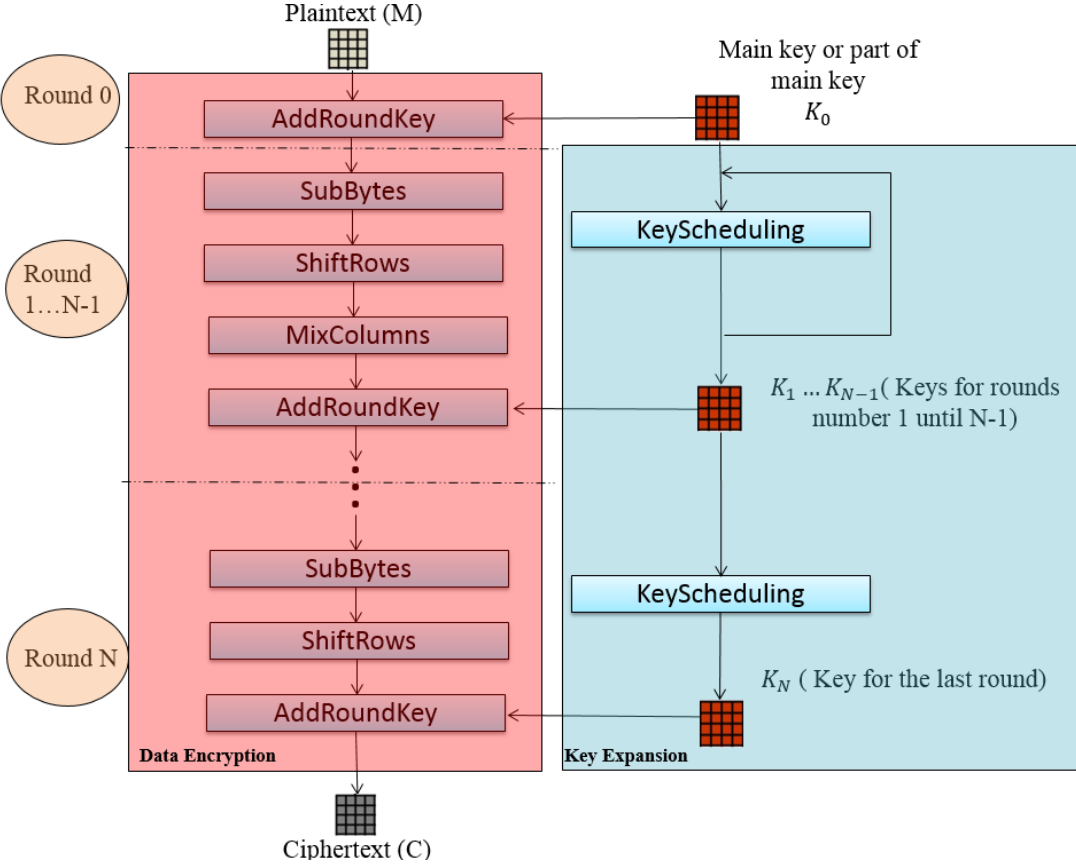 Plaintext (M)
Main key or part of
main key
K₀
Round 0
AddRoundKey
SubBytes
KeyScheduling
ShiftRows
Round
1…N-1
MixColumns
AddRoundKey
K₁ … K_{N−1}( Keys for rounds
number 1 until N-1)
SubBytes
KeyScheduling
ShiftRows
Round N
K_N ( Key for the last round)
AddRoundKey
Data Encryption
Key Expansion
Ciphertext (C)